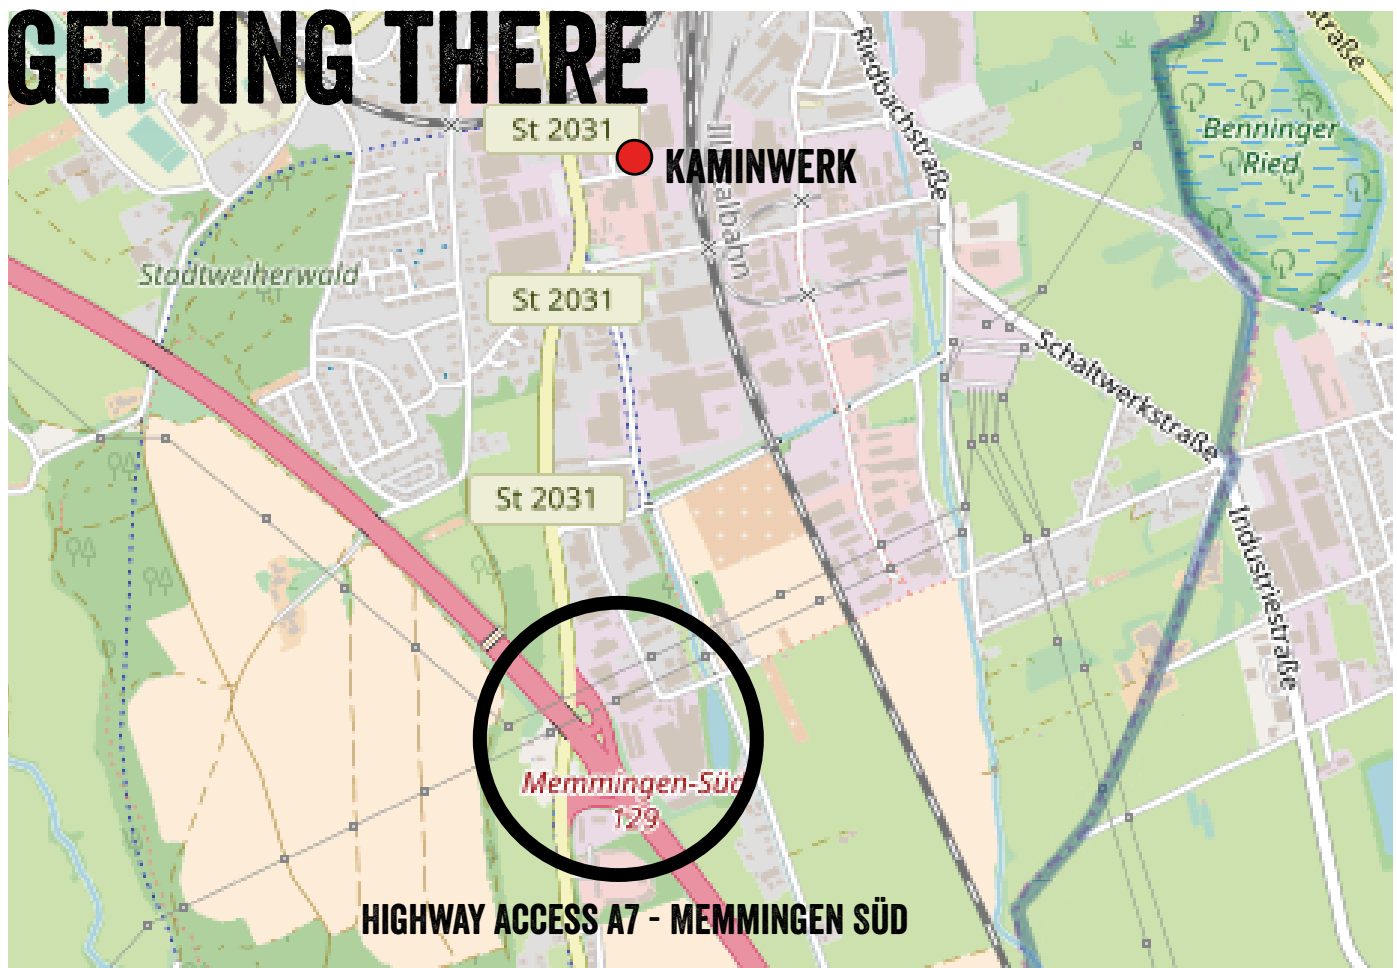 GETTING THERE
straße
St 2031
Riedbachstraße
Benninger
Ried
KAMINWERK
Stadtweiherwald
St 2031
Schaltwerkstraße
St 2031
Industriestraße
Memmingen-Süd
129
HIGHWAY ACCESS A7 - MEMMINGEN SÜD